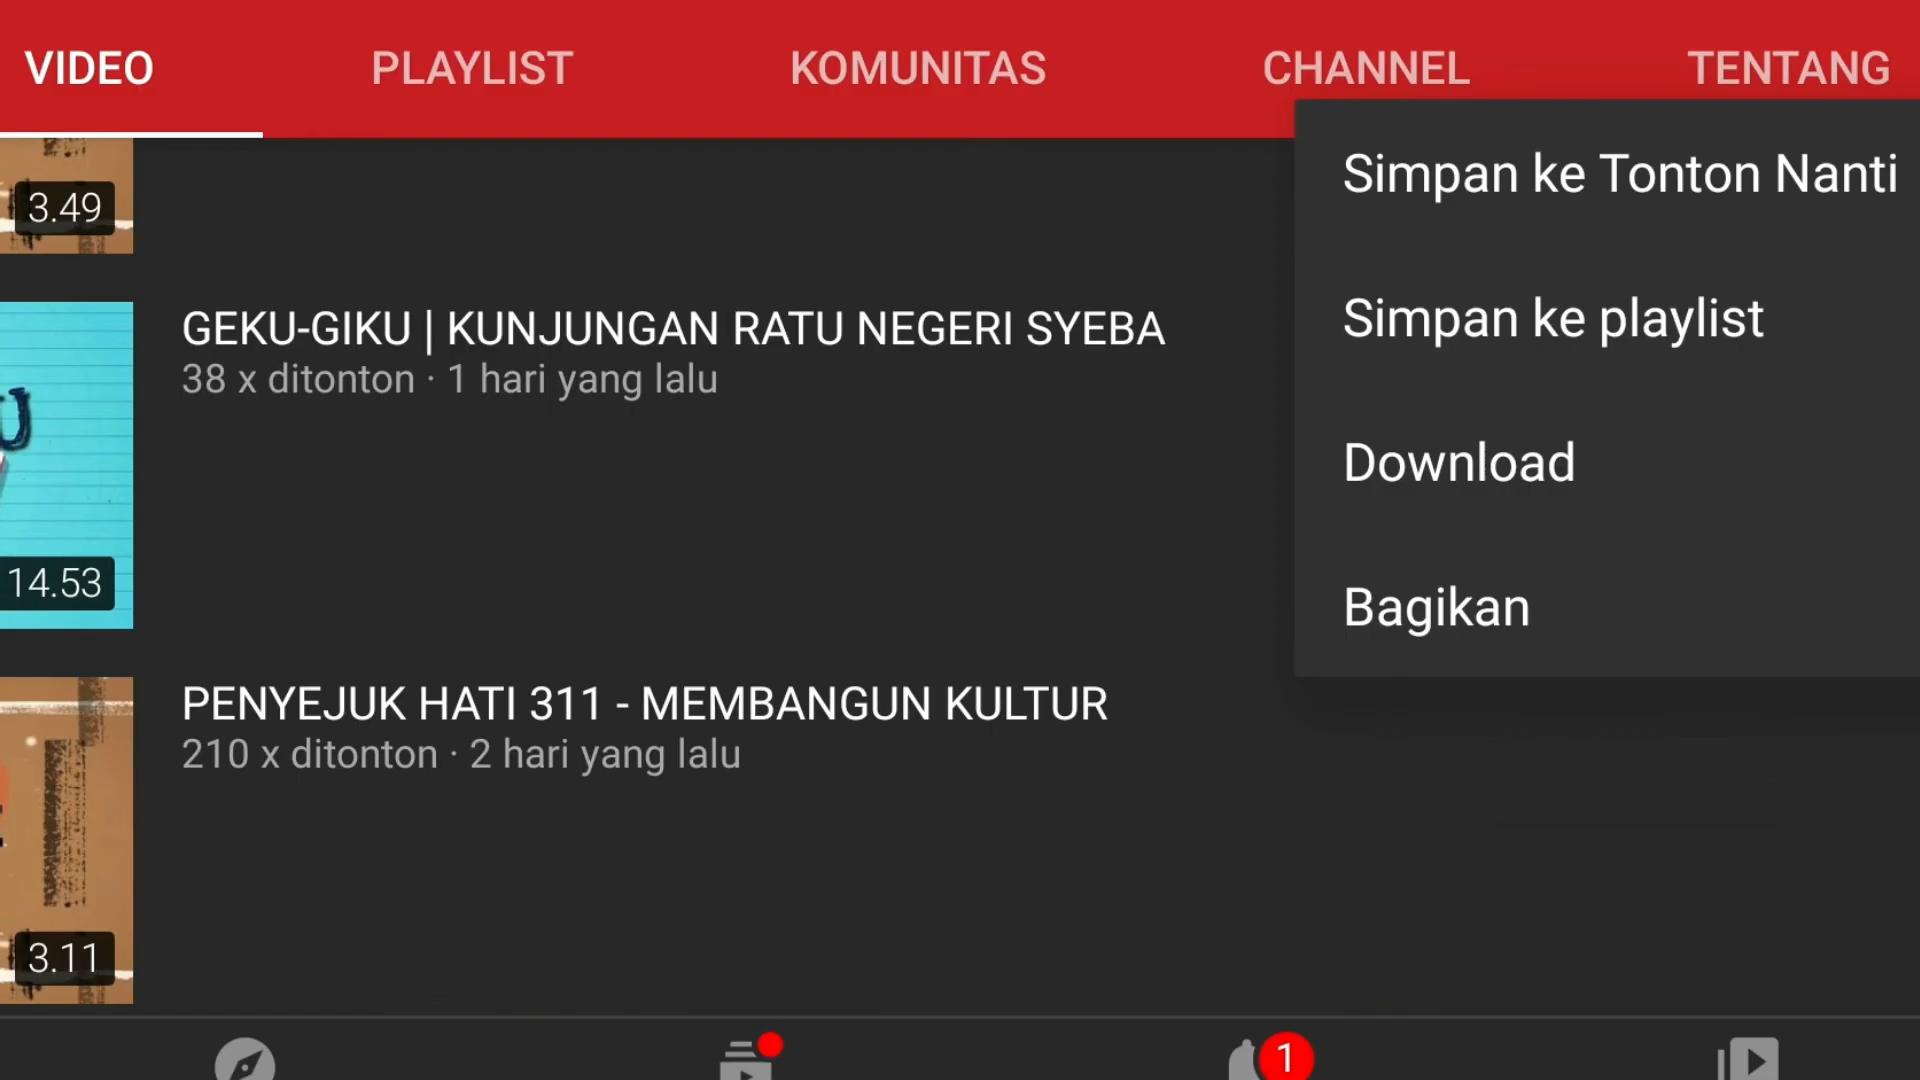 VIDEO PLAYLIST KOMUNITAS CHANNEL TENTANG
3.49
GEKU-GIKU | KUNJUNGAN RATU NEGERI SYEBA
38 x ditonton · 1 hari yang lalu
U
14.53
PENYEJUK HATI 311 - MEMBANGUN KULTUR
210 x ditonton · 2 hari yang lalu
3.11
Simpan ke Tonton Nanti
Simpan ke playlist
Download
Bagikan
1